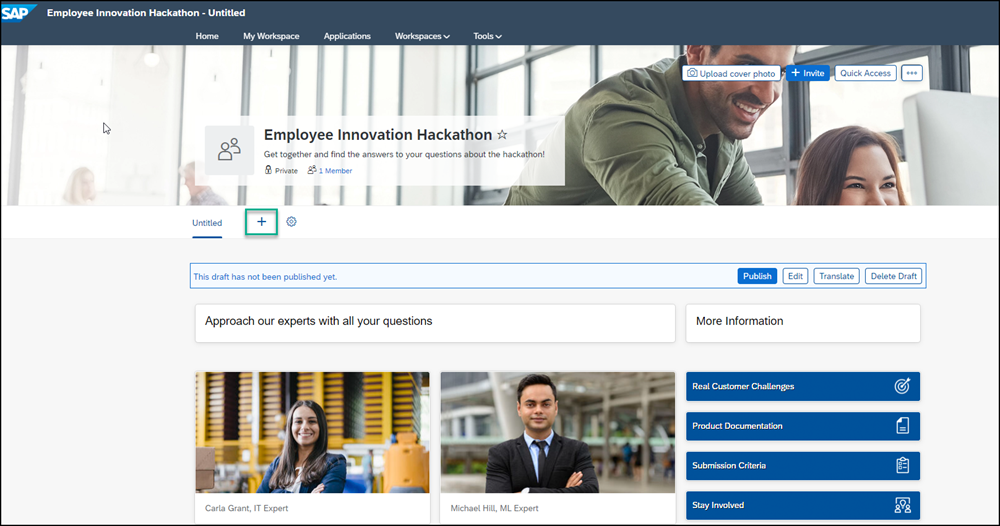 SAP
Employee Innovation Hackathon - Untitled
Home My Workspace Applications Workspaces Tools
Upload cover photo + Invite Quick Access •••
Employee Innovation Hackathon ☆
Get together and find the answers to your questions about the hackathon!
Private 1 Member
Untitled +
This draft has not been published yet. Publish Edit Translate Delete Draft
Approach our experts with all your questions
More Information
Real Customer Challenges
Product Documentation
Submission Criteria
Stay Involved
Carla Grant, IT Expert
Michael Hill, ML Expert